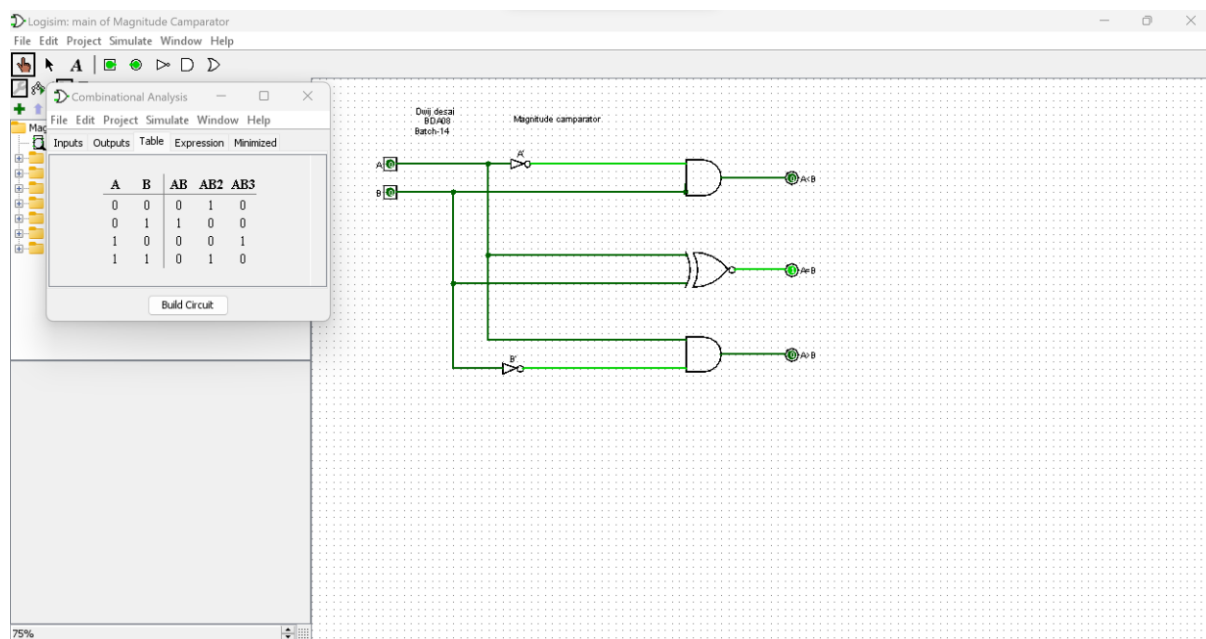 Logisim: main of Magnitude Camparator
File Edit Project Simulate Window Help
A
Combinational Analysis
File Edit Project Simulate Window Help
Mag
Inputs Outputs Table Expression Minimized
A B AB AB2 AB3
0 0 0 1 0
0 1 1 0 0
1 0 0 0 1
1 1 0 1 0
Build Circuit
Dwij desai
BDA08
Batch-14
Magnitude camparator
A'
A
A<B
B
A=B
B'
A>B
75%